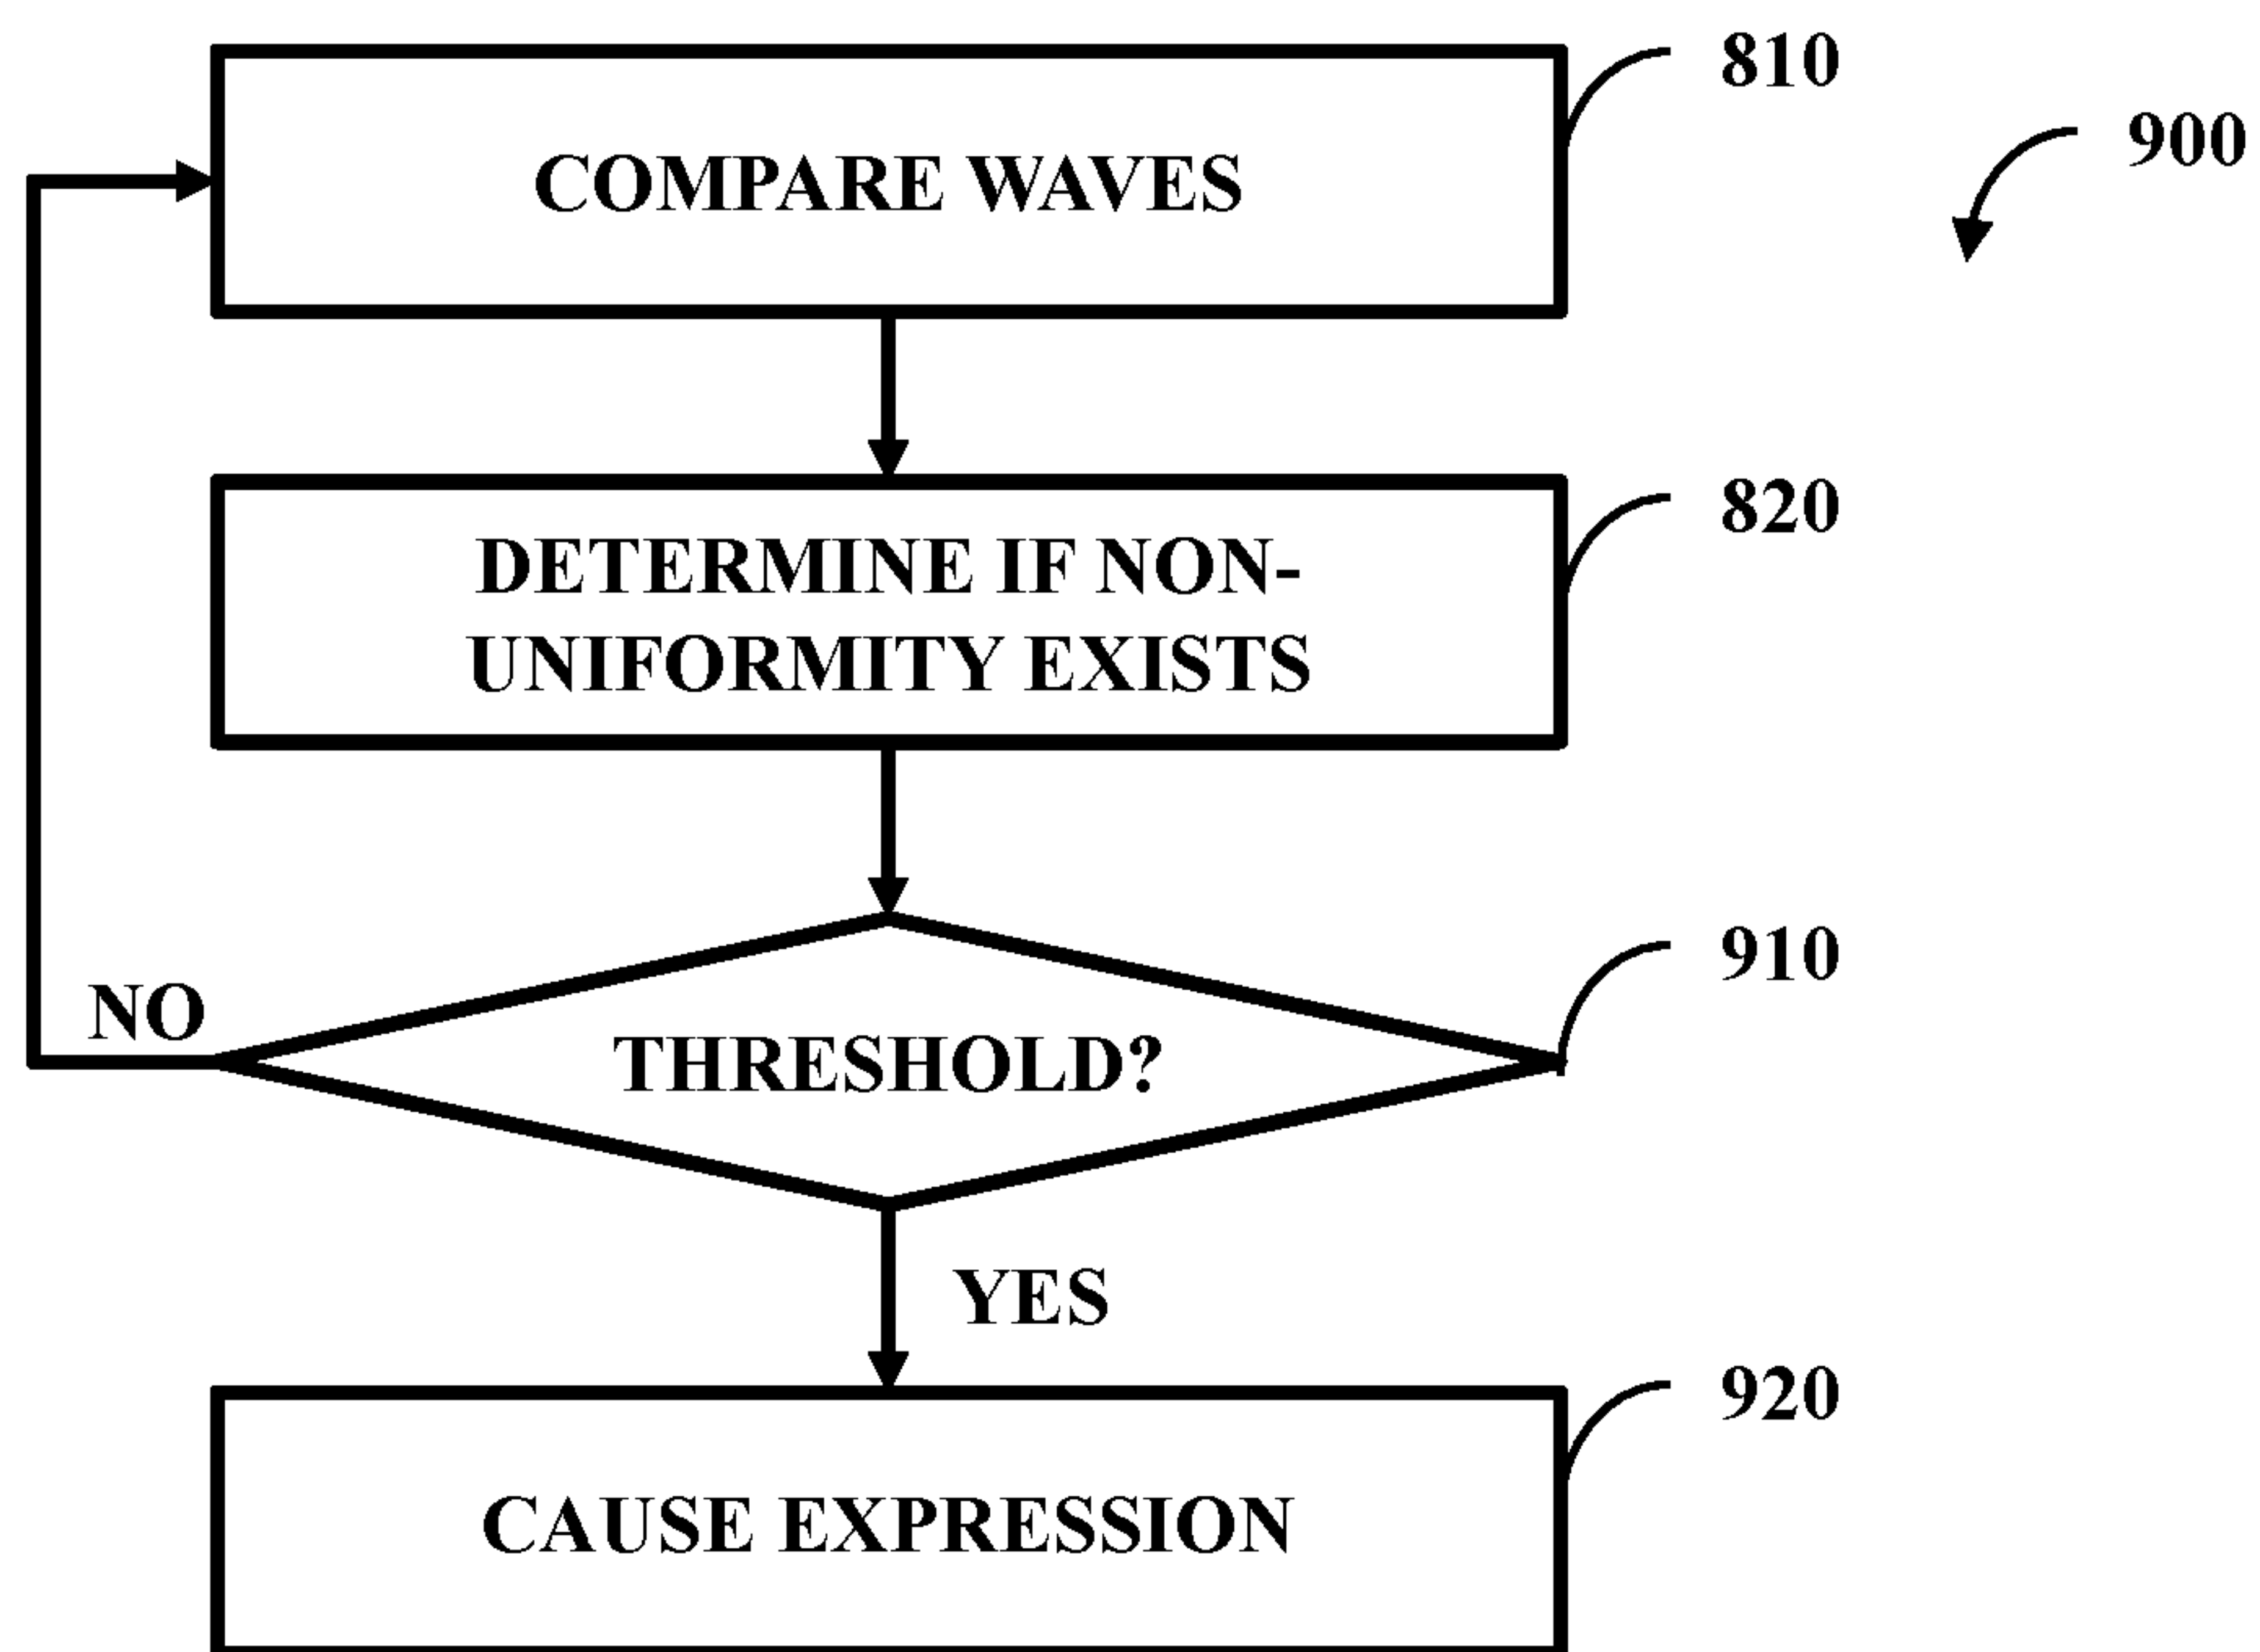 810
900
COMPARE WAVES
820
DETERMINE IF NON-
UNIFORMITY EXISTS
910
NO
THRESHOLD?
YES
920
CAUSE EXPRESSION